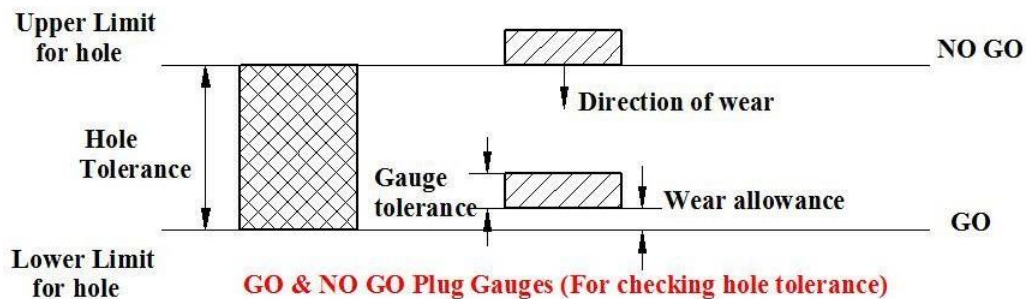 Upper Limit
for hole
NO GO
Direction of wear
Hole
Tolerance
Gauge
tolerance
Wear allowance
GO
Lower Limit
for hole
GO & NO GO Plug Gauges (For checking hole tolerance)